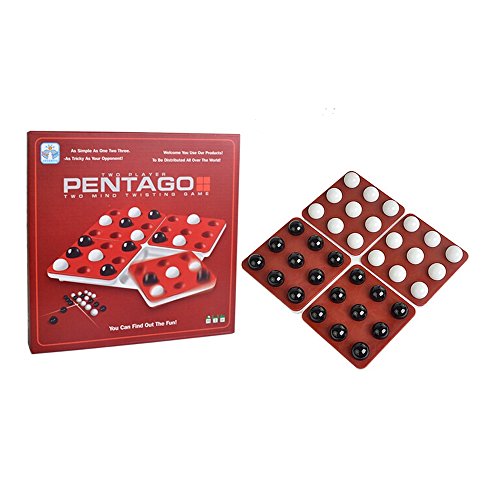 As Simple As One Two Three.
-As Tricky As Your Opponent!
Welcome You Use Our Products!
To Be Distributed All Over The World!
TWO PLAYER
PENTAGO
TWO MIND TWISTING GAME
You Can Find Out The Fun!